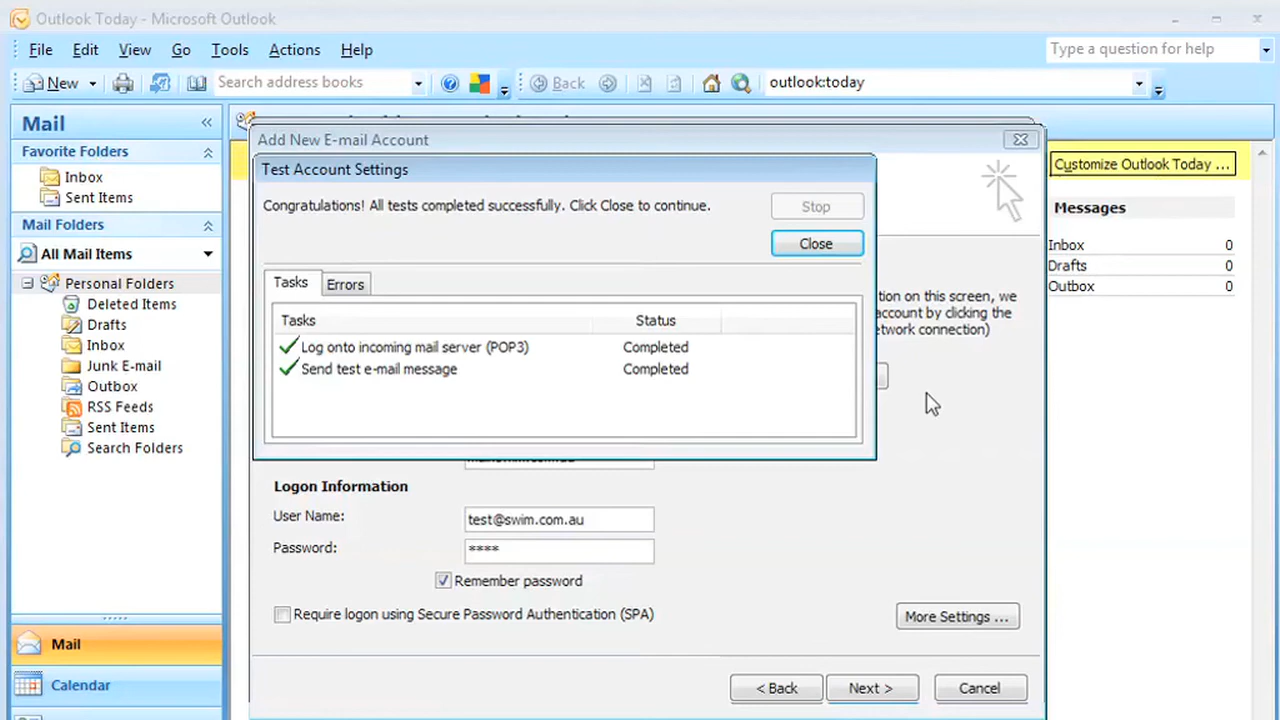 Outlook Today - Microsoft Outlook
File Edit View Go Tools Actions Help
Type a question for help
New Search address books Back outlook:today
Mail «
Favorite Folders
Inbox
Sent Items
Mail Folders
All Mail Items
Personal Folders
Deleted Items
Drafts
Inbox
Junk E-mail
Outbox
RSS Feeds
Sent Items
Search Folders
Mail
Calendar
Add New E-mail Account
Test Account Settings
Congratulations! All tests completed successfully. Click Close to continue.
Stop
Close
Tasks Errors
Tasks Status
Log onto incoming mail server (POP3) Completed
Send test e-mail message Completed
tion on this screen, we
account by clicking the
etwork connection)
Logon Information
User Name: test@swim.com.au
Password: ****
Remember password
Require logon using Secure Password Authentication (SPA)
More Settings ...
< Back Next > Cancel
Customize Outlook Today ...
Messages
Inbox 0
Drafts 0
Outbox 0